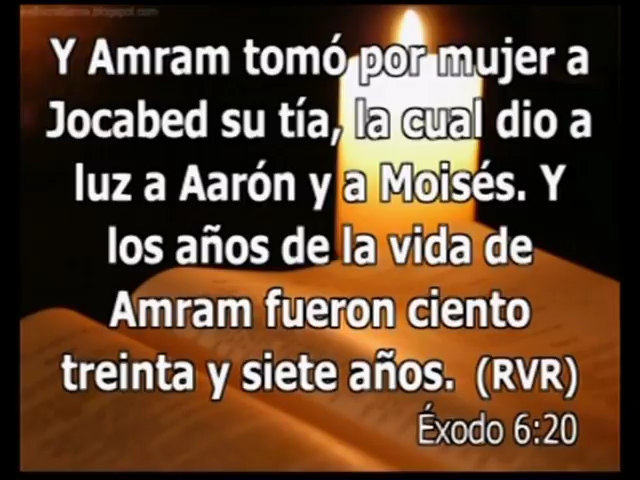 Y Amram tomó por mujer a
Jocabed su tía, la cual dio a
luz a Aarón y a Moisés. Y
los años de la vida de
Amram fueron ciento
treinta y siete años. (RVR)
Éxodo 6:20